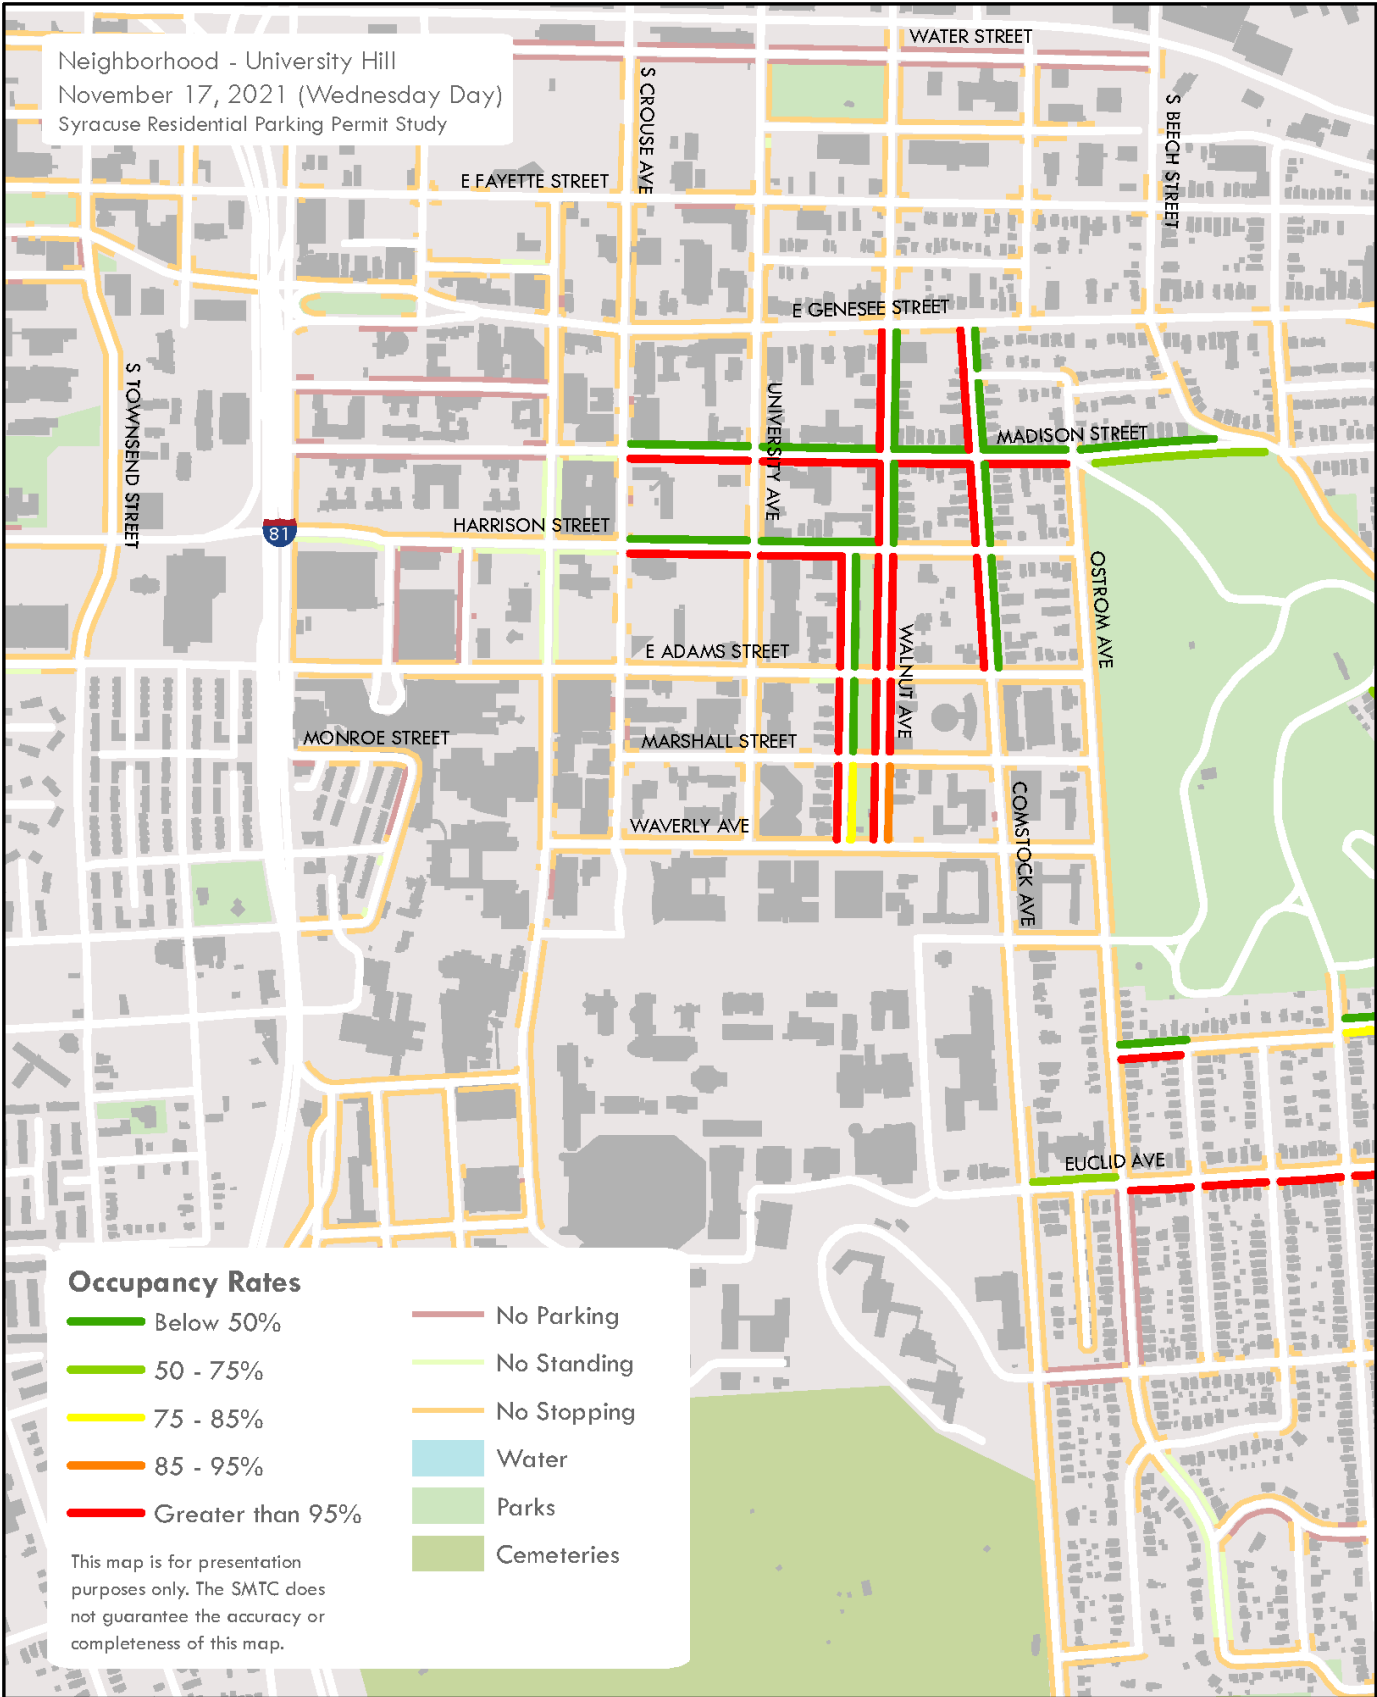 Neighborhood - University Hill
November 17, 2021 (Wednesday Day)
Syracuse Residential Parking Permit Study
WATER STREET
S CROUSE AVE
S BEECH STREET
E FAYETTE STREET
E GENESEE STREET
S TOWNSEND STREET
UNIVERSITY AVE
MADISON STREET
HARRISON STREET
81
OSTROM AVE
E ADAMS STREET
WALNUT AVE
MONROE STREET
MARSHALL STREET
COMSTOCK AVE
WAVERLY AVE
EUCLID AVE
Occupancy Rates
Below 50%
50 - 75%
75 - 85%
85 - 95%
Greater than 95%
No Parking
No Standing
No Stopping
Water
Parks
Cemeteries
This map is for presentation
purposes only. The SMTC does
not guarantee the accuracy or
completeness of this map.